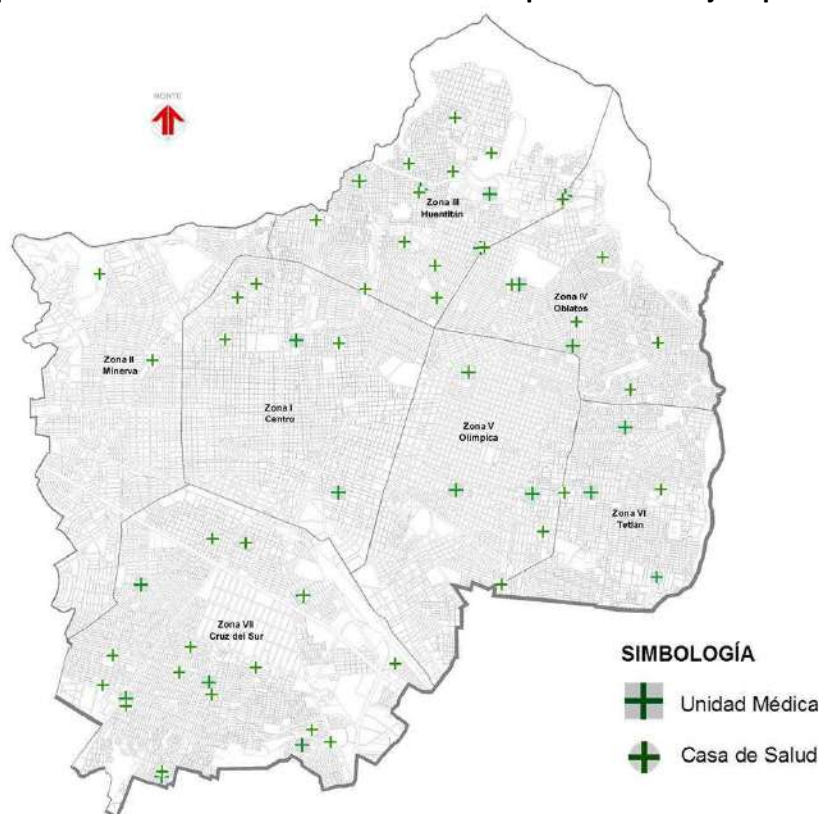 NORTE
Zona III
Huentitán
Zona IV
Oblatos
Zona II
Minerva
Zona I
Centro
Zona V
Olímpica
Zona VI
Tetlán
Zona VII
Cruz del Sur
SIMBOLOGÍA
Unidad Médica
Casa de Salud